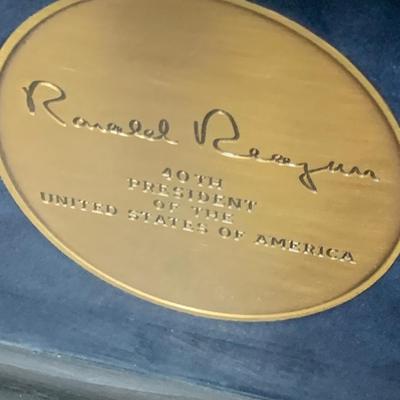 Ronald Reagan
40TH
PRESIDENT
OF THE
UNITED STATES OF AMERICA